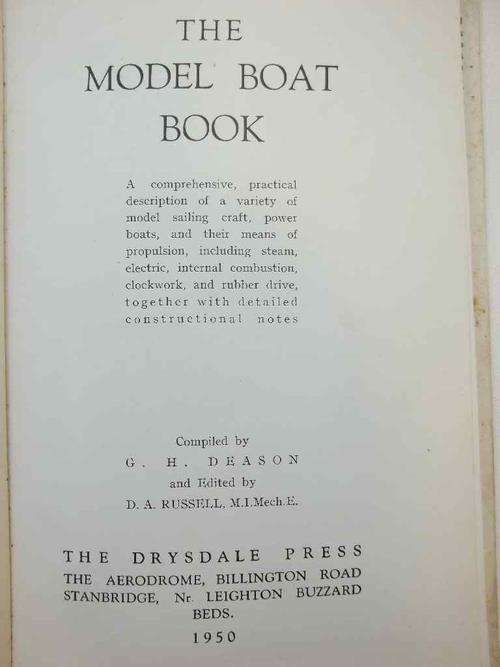 THE
MODEL BOAT
BOOK
A comprehensive, practical
description of a variety of
model sailing craft, power
boats, and their means of
propulsion, including steam,
electric, internal combustion,
clockwork, and rubber drive,
together with detailed
constructional notes
Compiled by
G. H. DEASON
and Edited by
D. A. RUSSELL, M.I.Mech.E.
THE DRYSDALE PRESS
THE AERODROME, BILLINGTON ROAD
STANBRIDGE, Nr. LEIGHTON BUZZARD
BEDS.
1950